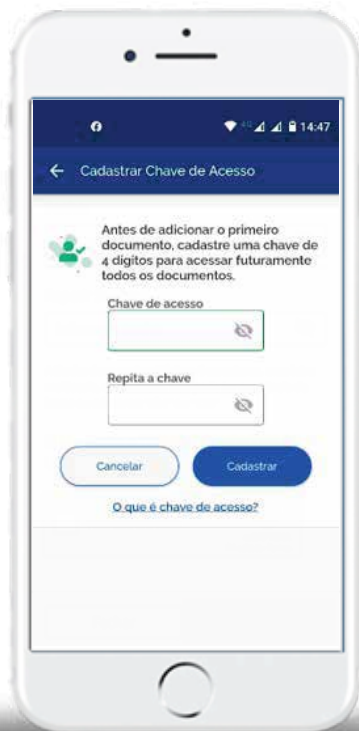 4G 14:47
Cadastrar Chave de Acesso
Antes de adicionar o primeiro
documento, cadastre uma chave de
4 dígitos para acessar futuramente
todos os documentos.
Chave de acesso
Repita a chave
Cancelar
Cadastrar
O que é chave de acesso?